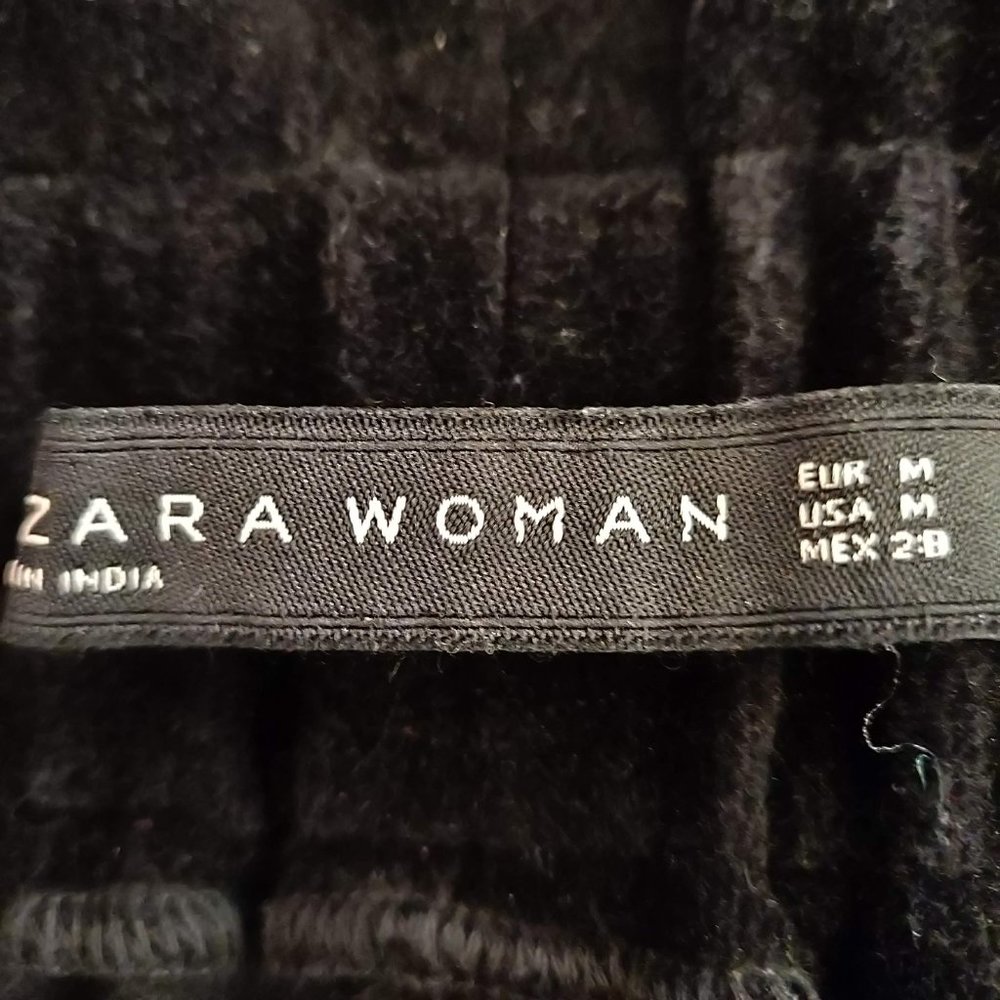 ZARA WOMAN
IN INDIA
EUR M
USA M
MEX 28